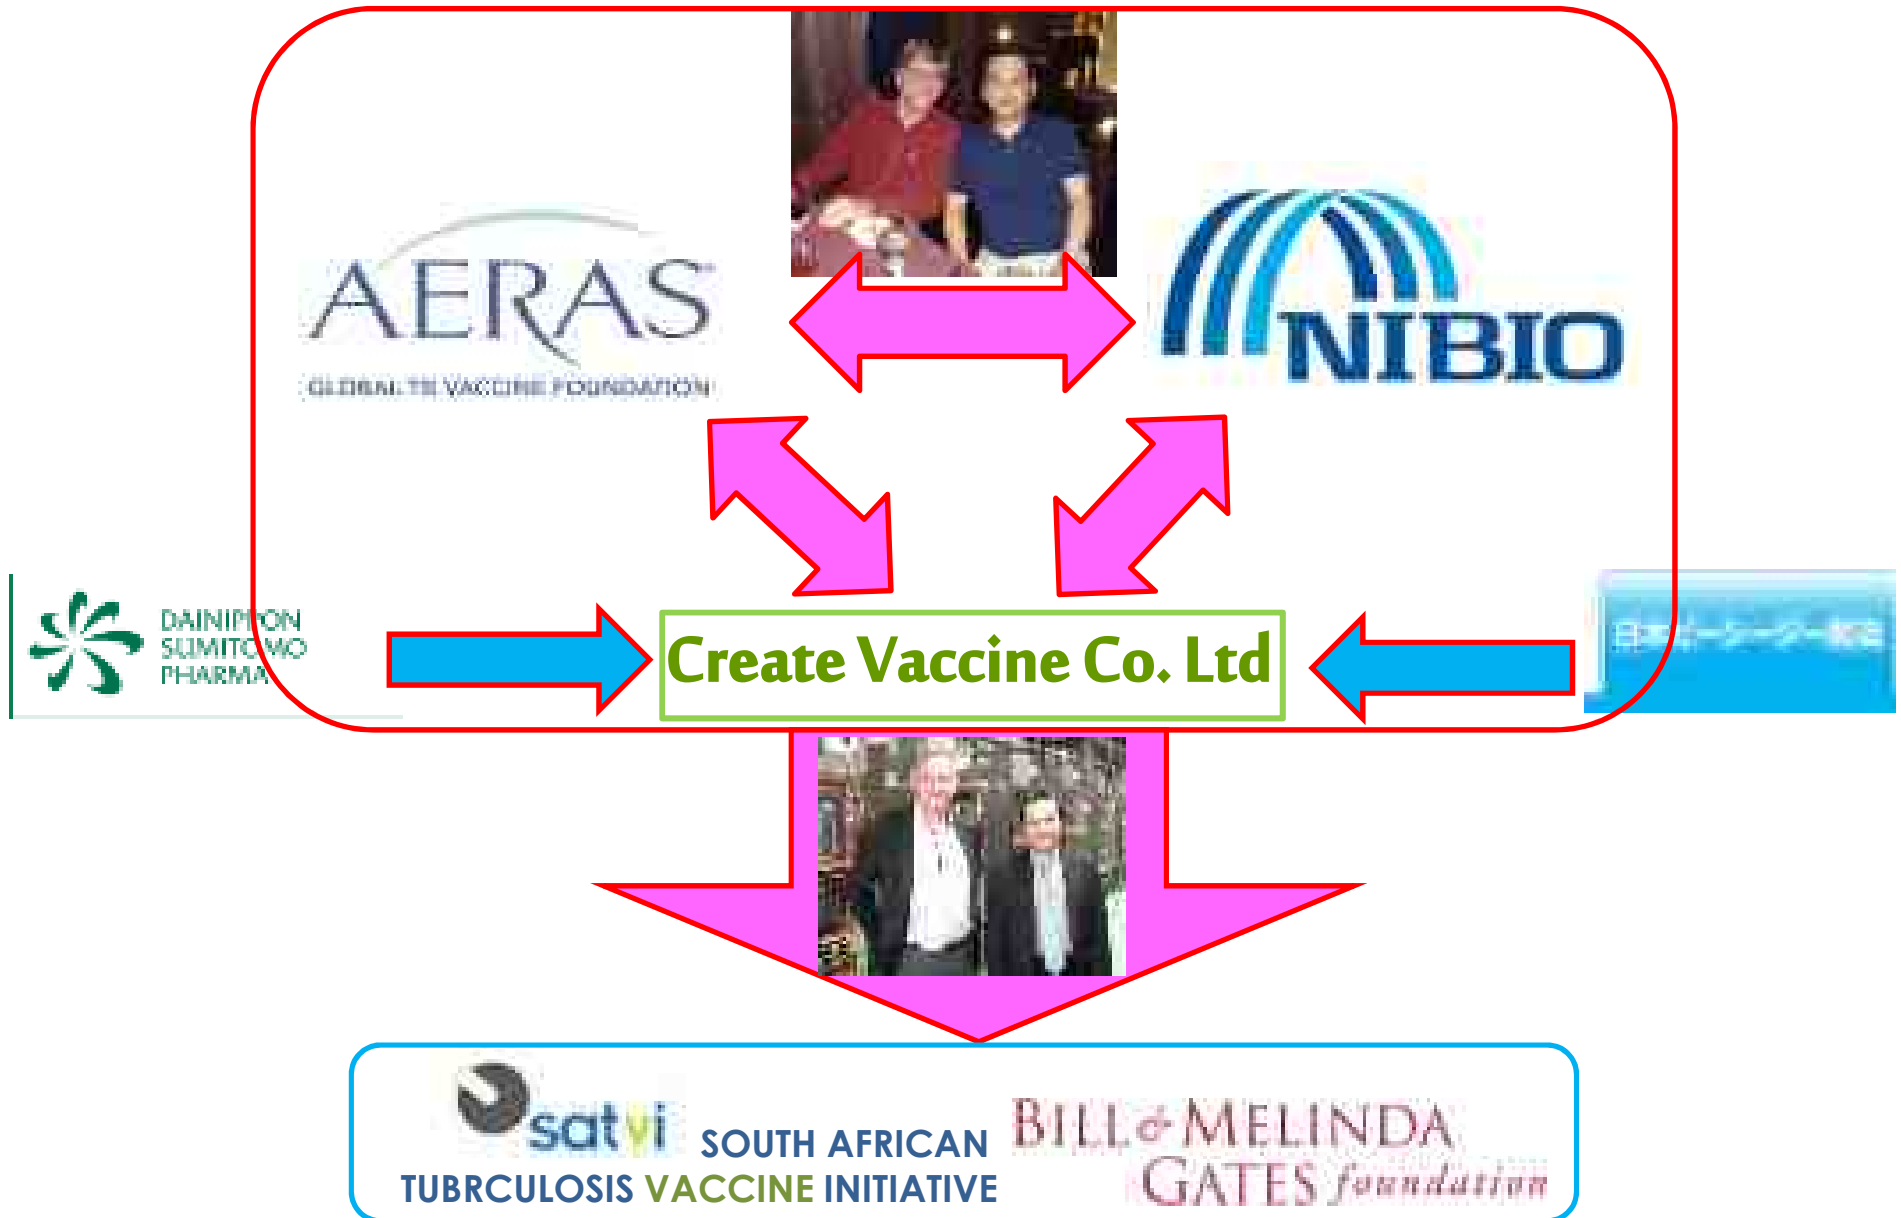 AERAS
GLOBAL TB VACCINE FOUNDATION
NIBIO
DAINIPPON
SUMITOMO
PHARMA
Create Vaccine Co. Ltd
satvi SOUTH AFRICAN
TUBRCULOSIS VACCINE INITIATIVE
BILL & MELINDA
GATES foundation